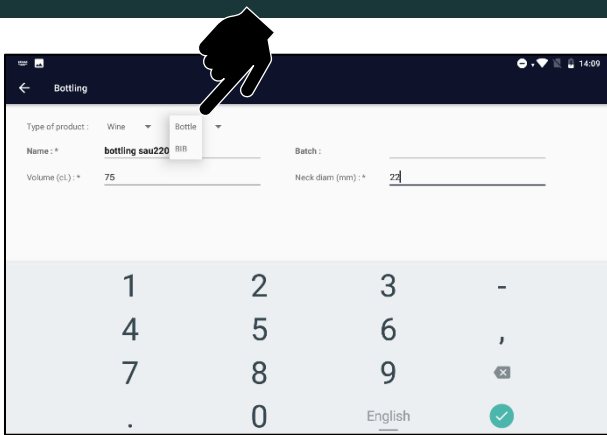 14:09
Bottling
Type of product : Wine Bottle
BIB
Name : * bottling sau220 Batch :
Volume (cl.) : * 75 Neck diam (mm) : * 22
1 2 3 -
4 5 6 ,
7 8 9
. 0 English